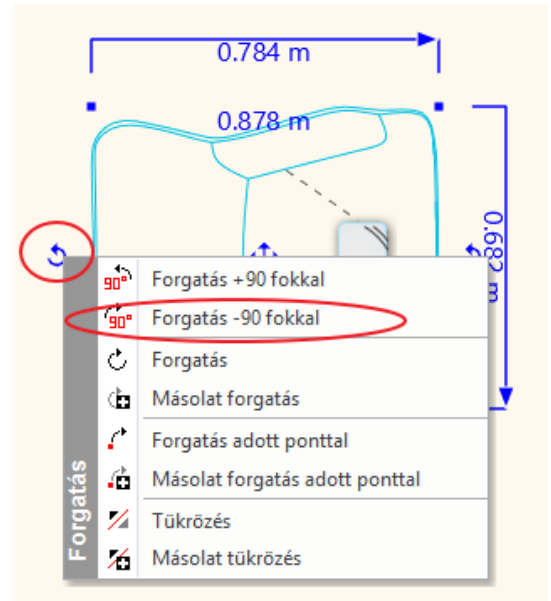 0.784 m
0.878 m
0.682 m
90° Forgatás +90 fokkal
90° Forgatás -90 fokkal
Forgatás
Másolat forgatás
Forgatás adott ponttal
Másolat forgatás adott ponttal
Tükrözés
Másolat tükrözés
Forgatás